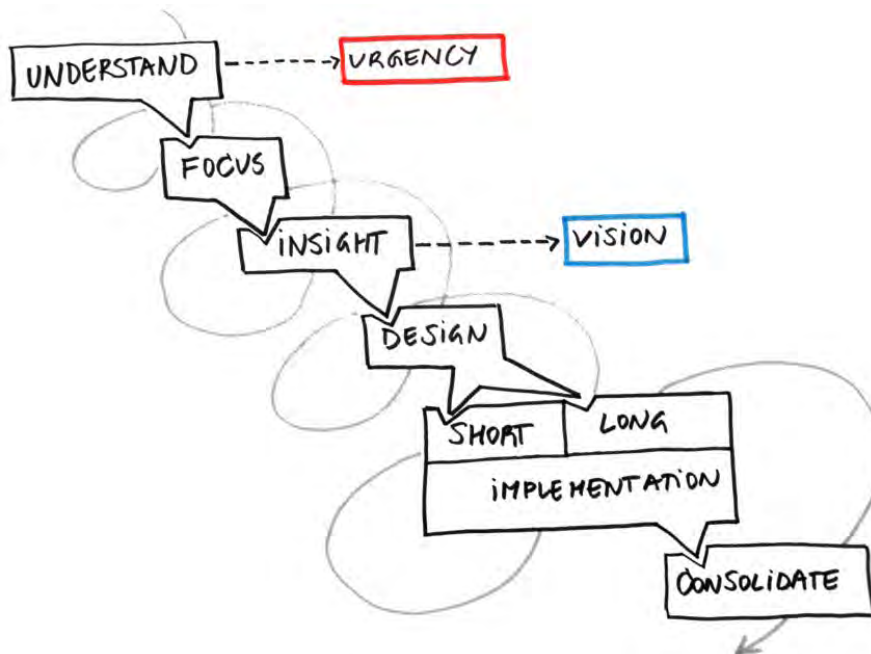 UNDERSTAND
URGENCY
FOCUS
INSIGHT
VISION
DESIGN
SHORT
LONG
IMPLEMENTATION
CONSOLIDATE